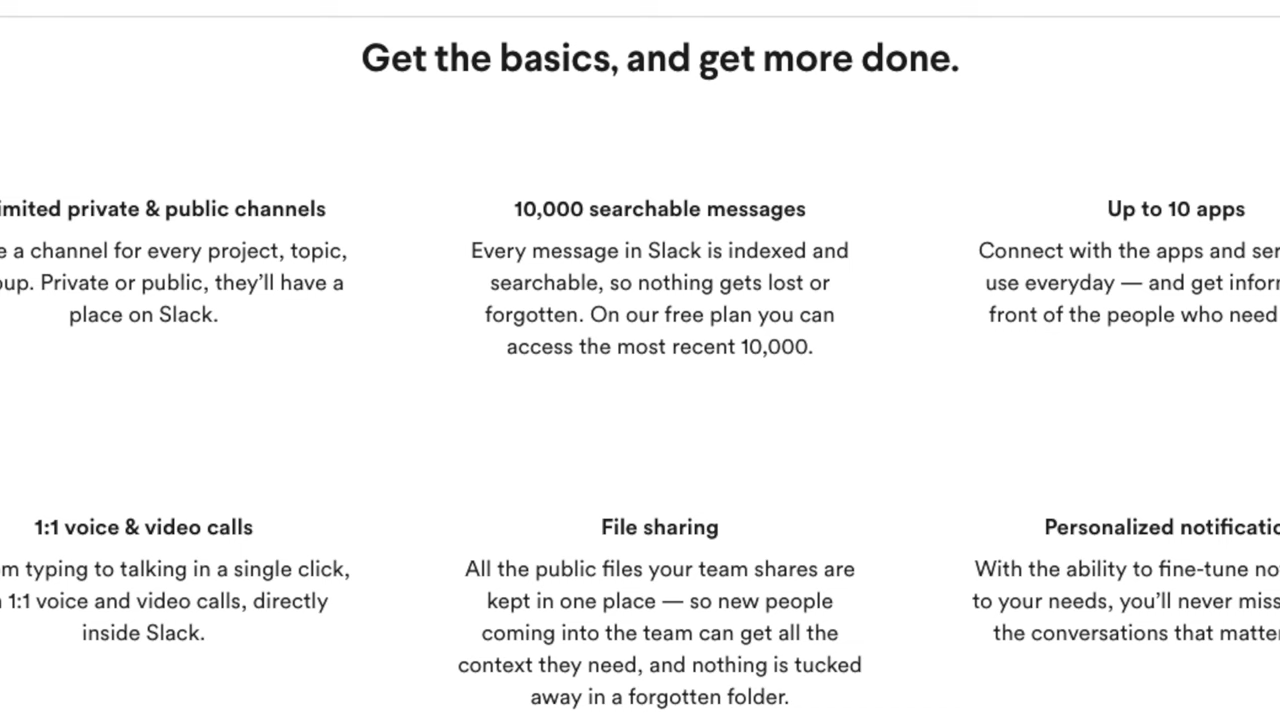 Get the basics, and get more done.
imited private & public channels
e a channel for every project, topic,
oup. Private or public, they’ll have a
place on Slack.
10,000 searchable messages
Every message in Slack is indexed and
searchable, so nothing gets lost or
forgotten. On our free plan you can
access the most recent 10,000.
Up to 10 apps
Connect with the apps and ser
use everyday — and get inform
front of the people who need
1:1 voice & video calls
m typing to talking in a single click,
1:1 voice and video calls, directly
inside Slack.
File sharing
All the public files your team shares are
kept in one place — so new people
coming into the team can get all the
context they need, and nothing is tucked
away in a forgotten folder.
Personalized notificatio
With the ability to fine-tune no
to your needs, you’ll never miss
the conversations that matter